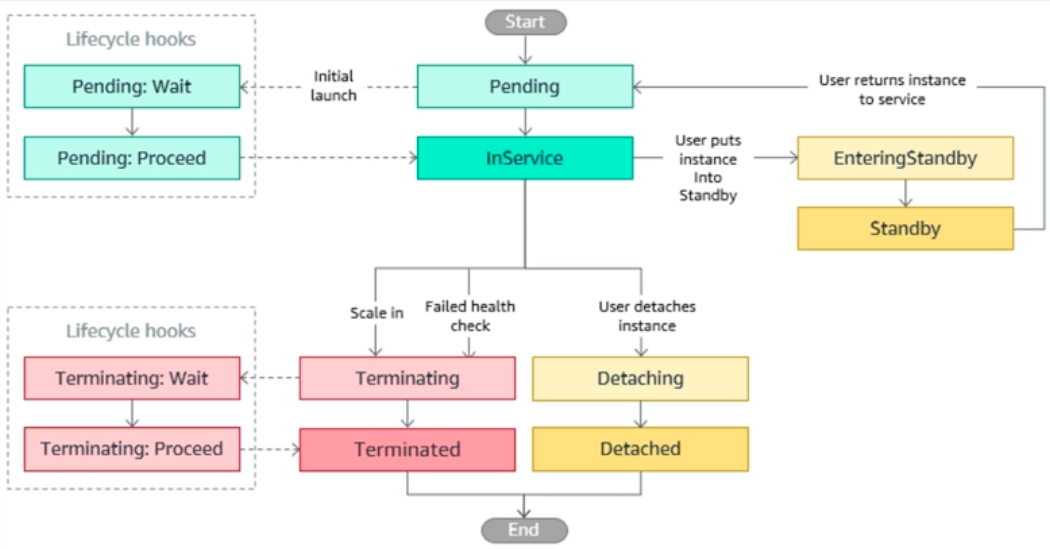 Start
Lifecycle hooks
Pending: Wait
Initial
launch
Pending
User returns instance
to service
Pending: Proceed
InService
User puts
instance
Into
Standby
EnteringStandby
Standby
Scale in
Failed health
check
User detaches
instance
Lifecycle hooks
Terminating: Wait
Terminating
Detaching
Terminating: Proceed
Terminated
Detached
End